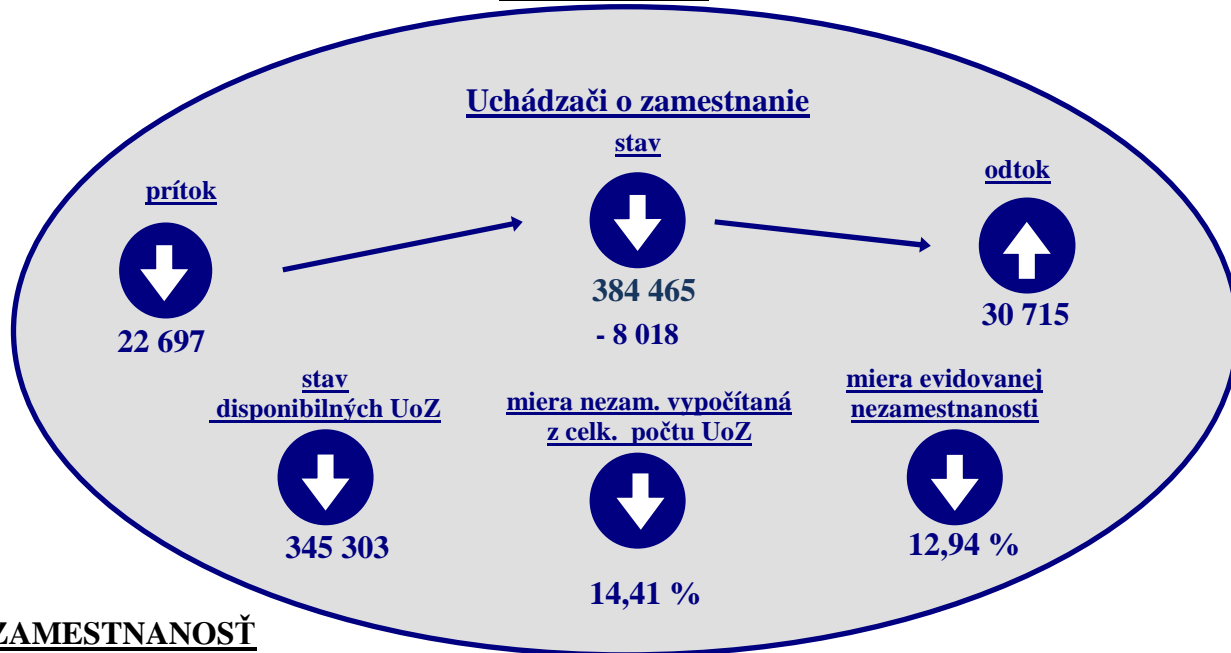 Uchádzači o zamestnanie
stav
prítok
odtok
384 465
- 8 018
22 697
30 715
stav
disponibilných UoZ
miera nezam. vypočítaná
z celk. počtu UoZ
miera evidovanej
nezamestnanosti
345 303
14,41 %
12,94 %
ZAMESTNANOSŤ